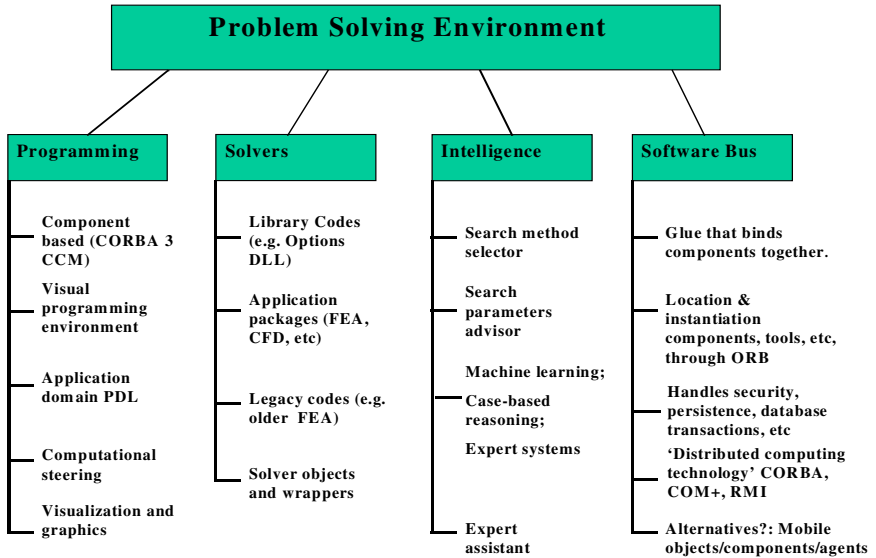 Problem Solving Environment
Programming
Component
based (CORBA 3
CCM)
Visual
programming
environment
Application
domain PDL
Computational
steering
Visualization and
graphics
Solvers
Library Codes
(e.g. Options
DLL)
Application
packages (FEA,
CFD, etc)
Legacy codes (e.g.
older FEA)
Solver objects
and wrappers
Intelligence
Search method
selector
Search
parameters
advisor
Machine learning;
Case-based
reasoning;
Expert systems
Expert
assistant
Software Bus
Glue that binds
components together.
Location &
instantiation
components, tools, etc,
through ORB
Handles security,
persistence, database
transactions, etc
‘Distributed computing
technology’ CORBA,
COM+, RMI
Alternatives?: Mobile
objects/components/agents